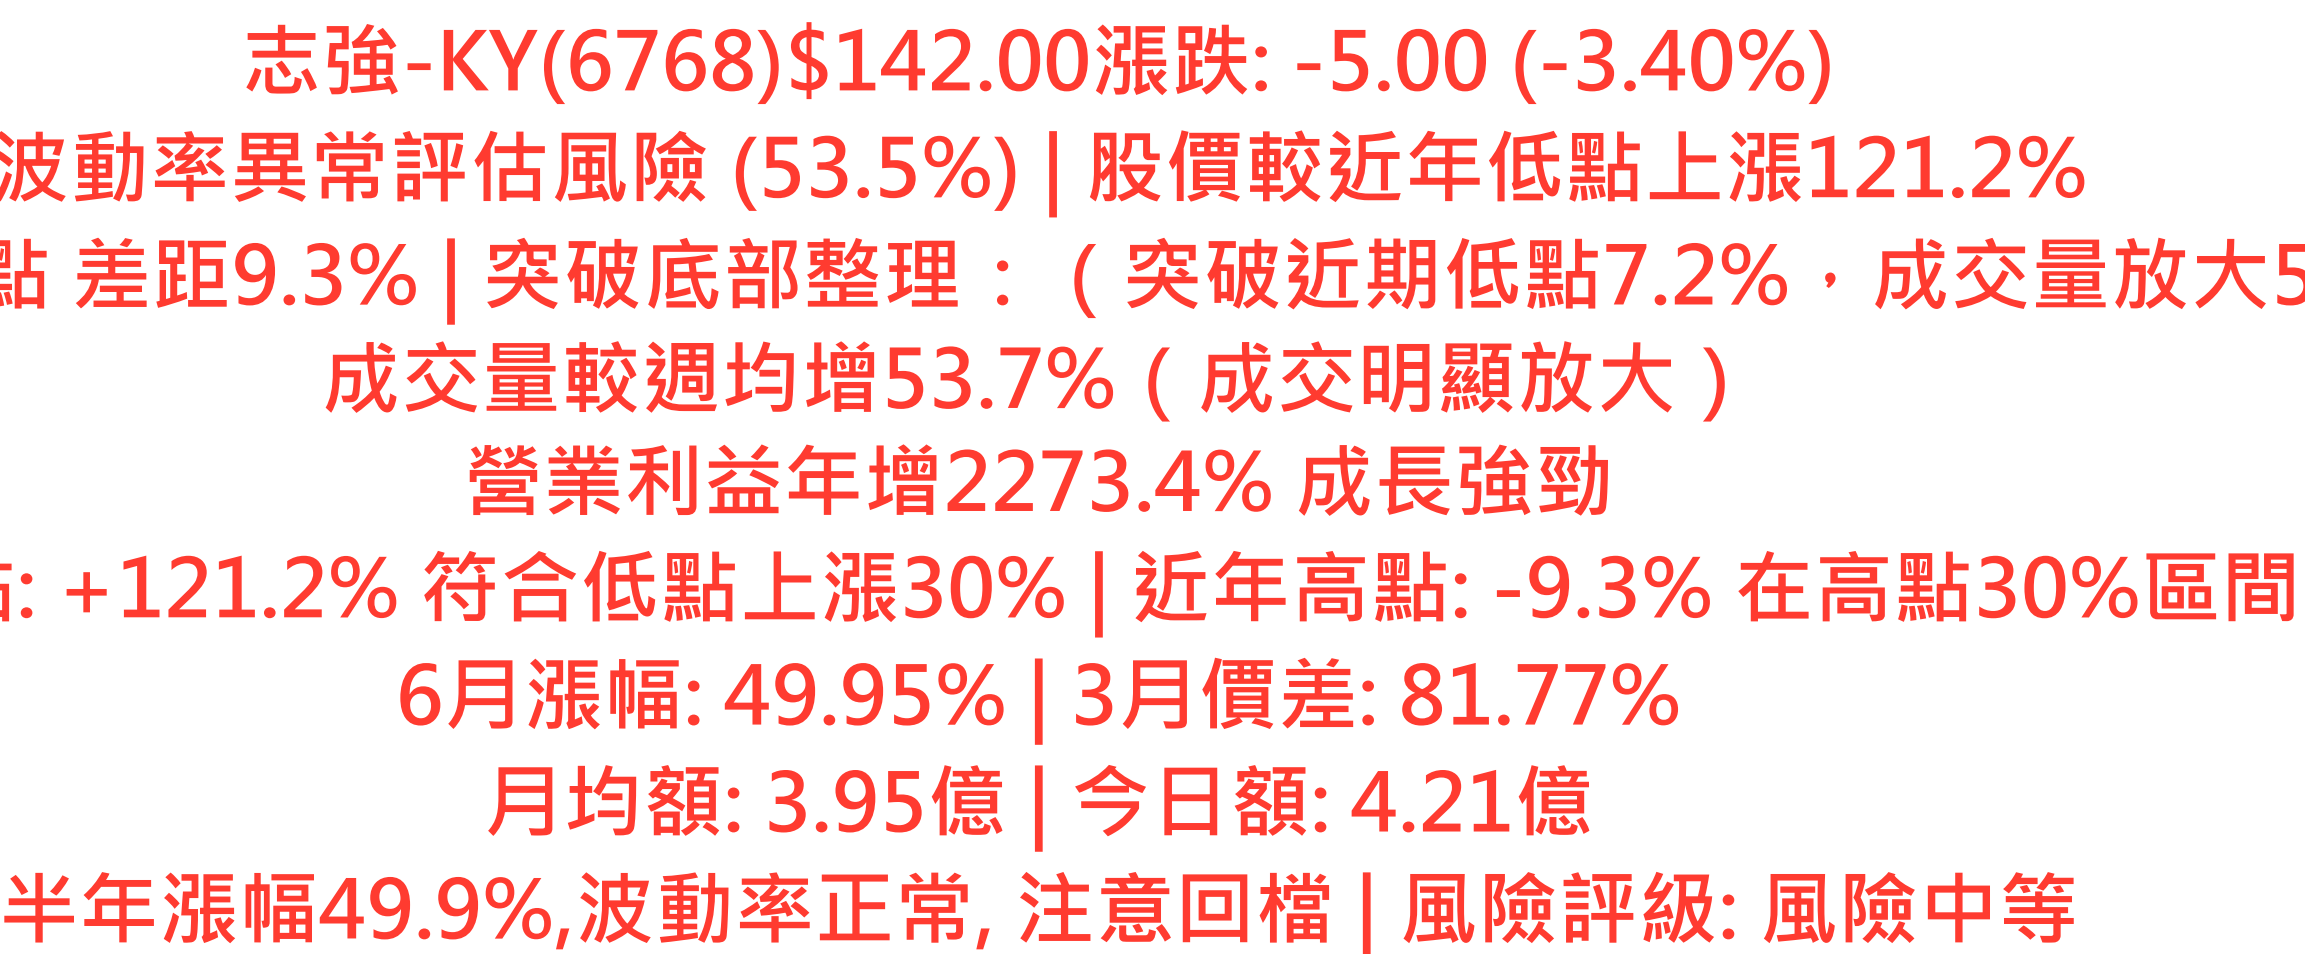 志強-KY(6768)$142.00漲跌: -5.00 (-3.40%)
波動率異常評估風險 (53.5%) | 股價較近年低點上漲121.2%
點 差距9.3% | 突破底部整理：（突破近期低點7.2%，成交量放大5
成交量較週均增53.7%（成交明顯放大）
營業利益年增2273.4% 成長強勁
: +121.2% 符合低點上漲30% | 近年高點: -9.3% 在高點30%區間
6月漲幅: 49.95% | 3月價差: 81.77%
月均額: 3.95億 | 今日額: 4.21億
半年漲幅49.9%,波動率正常, 注意回檔 | 風險評級: 風險中等